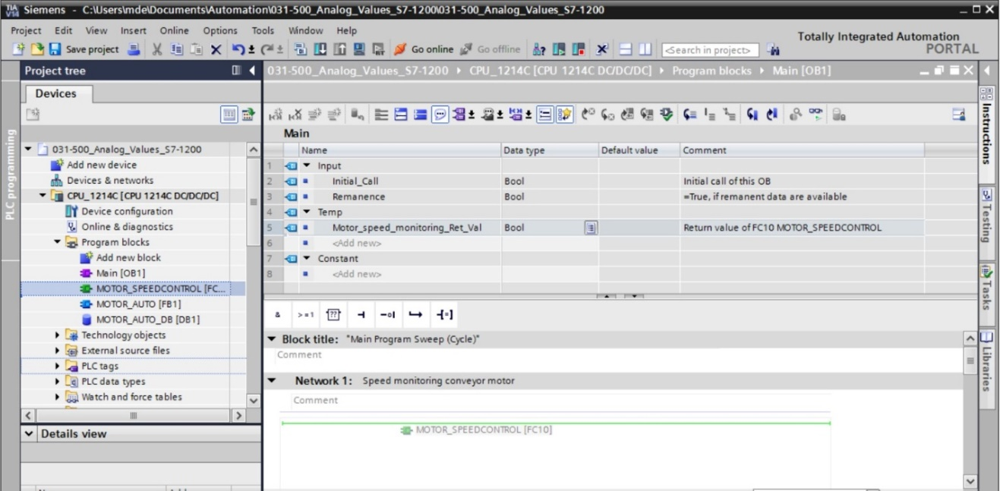 TIA V14 Siemens - C:\Users\mde\Documents\Automation\031-500_Analog_Values_S7-1200\031-500_Analog_Values_S7-1200
Project Edit View Insert Online Options Tools Window Help
Totally Integrated Automation
PORTAL
Save project Go online Go offline <Search in project>
Project tree
031-500_Analog_Values_S7-1200 CPU_1214C [CPU 1214C DC/DC/DC] Program blocks Main [OB1]
Devices
PLC programming
031-500_Analog_Values_S7-1200
Add new device
Devices & networks
CPU_1214C [CPU 1214C DC/DC/DC]
Device configuration
Online & diagnostics
Program blocks
Add new block
Main [OB1]
MOTOR_SPEEDCONTROL [FC...
MOTOR_AUTO [FB1]
MOTOR_AUTO_DB [DB1]
Technology objects
External source files
PLC tags
PLC data types
Watch and force tables
Details view
Main
Name Data type Default value Comment
1 Input
2 Initial_Call Bool Initial call of this OB
3 Remanence Bool =True, if remanent data are available
4 Temp
5 Motor_speed_monitoring_Ret_Val Bool Return value of FC10 MOTOR_SPEEDCONTROL
6 <Add new>
7 Constant
8 <Add new>
& >=1 ??
Block title: "Main Program Sweep (Cycle)"
Comment
Network 1: Speed monitoring conveyor motor
Comment
MOTOR_SPEEDCONTROL [FC10]
Instructions
Testing
Tasks
Libraries